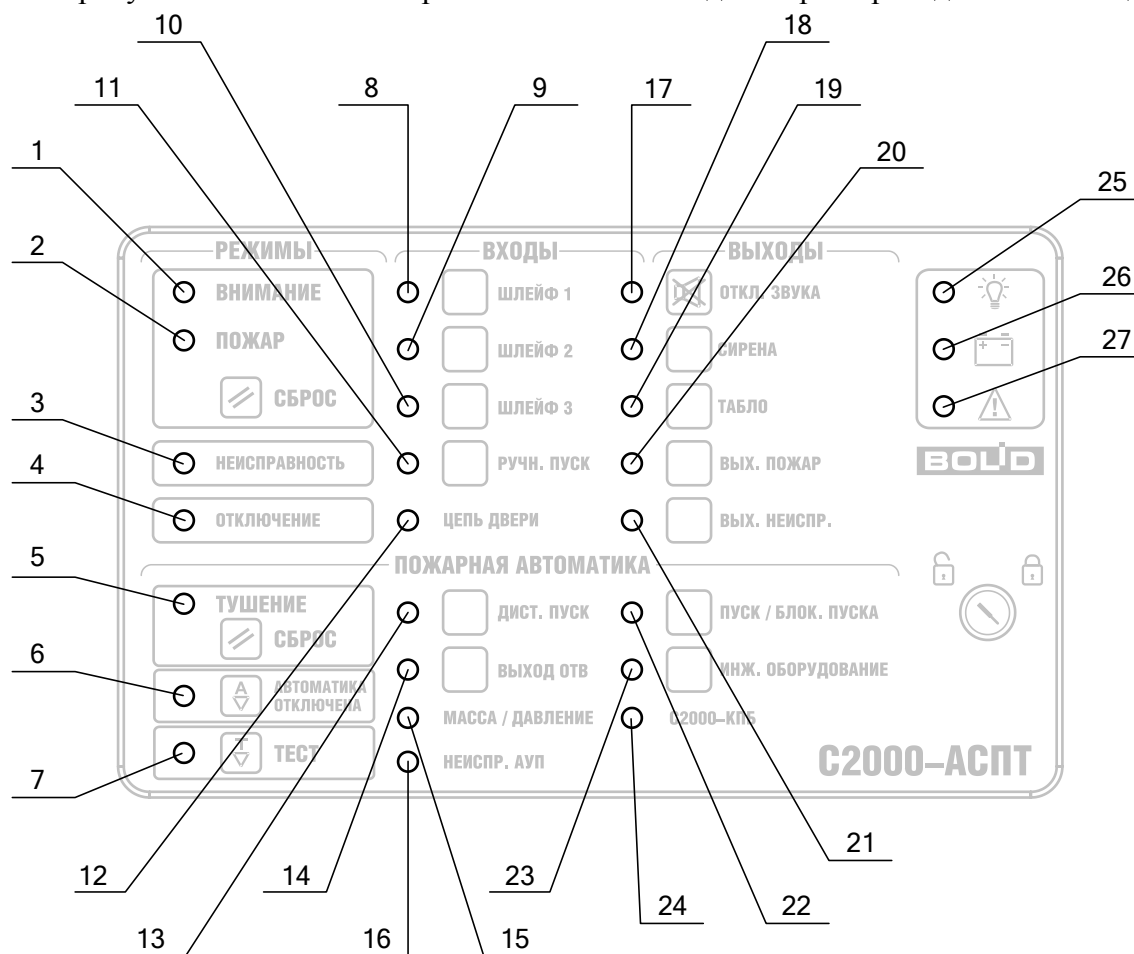 10
18
11
8
9
17
19
1
20
2
25
26
27
3
4
5
6
7
РЕЖИМЫ
ВНИМАНИЕ
ПОЖАР
СБРОС
НЕИСПРАВНОСТЬ
ОТКЛЮЧЕНИЕ
ВХОДЫ
ШЛЕЙФ 1
ШЛЕЙФ 2
ШЛЕЙФ 3
РУЧН. ПУСК
ЦЕПЬ ДВЕРИ
ВЫХОДЫ
ОТКЛ. ЗВУКА
СИРЕНА
ТАБЛО
ВЫХ. ПОЖАР
ВЫХ. НЕИСПР.
BOLID
ПОЖАРНАЯ АВТОМАТИКА
ТУШЕНИЕ
СБРОС
А
АВТОМАТИКА
ОТКЛЮЧЕНА
Т
ТЕСТ
ДИСТ. ПУСК
ВЫХОД ОТВ
МАССА / ДАВЛЕНИЕ
НЕИСПР. АУП
ПУСК / БЛОК. ПУСКА
ИНЖ. ОБОРУДОВАНИЕ
С2000–КПБ
С2000–АСПТ
12
14
23
21
24
22
13
16
15